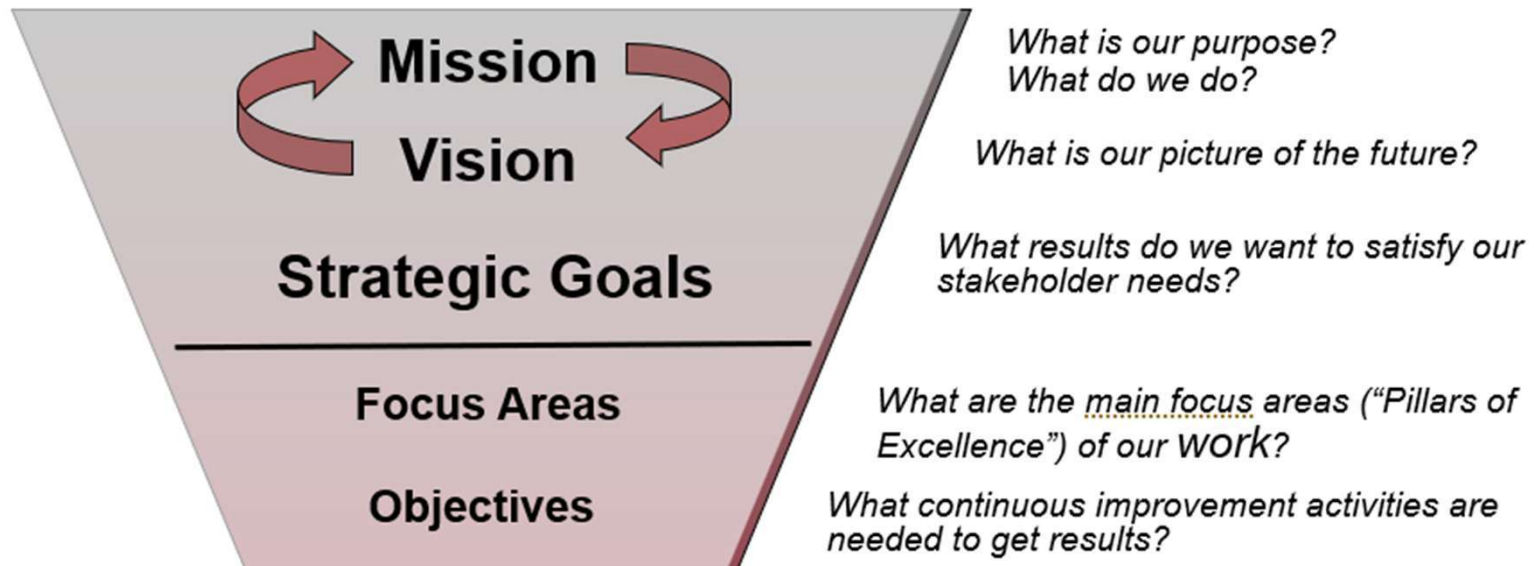 Mission
What is our purpose?
What do we do?
Vision
What is our picture of the future?
Strategic Goals
What results do we want to satisfy our
stakeholder needs?
Focus Areas
What are the main focus areas (“Pillars of
Excellence”) of our work?
Objectives
What continuous improvement activities are
needed to get results?